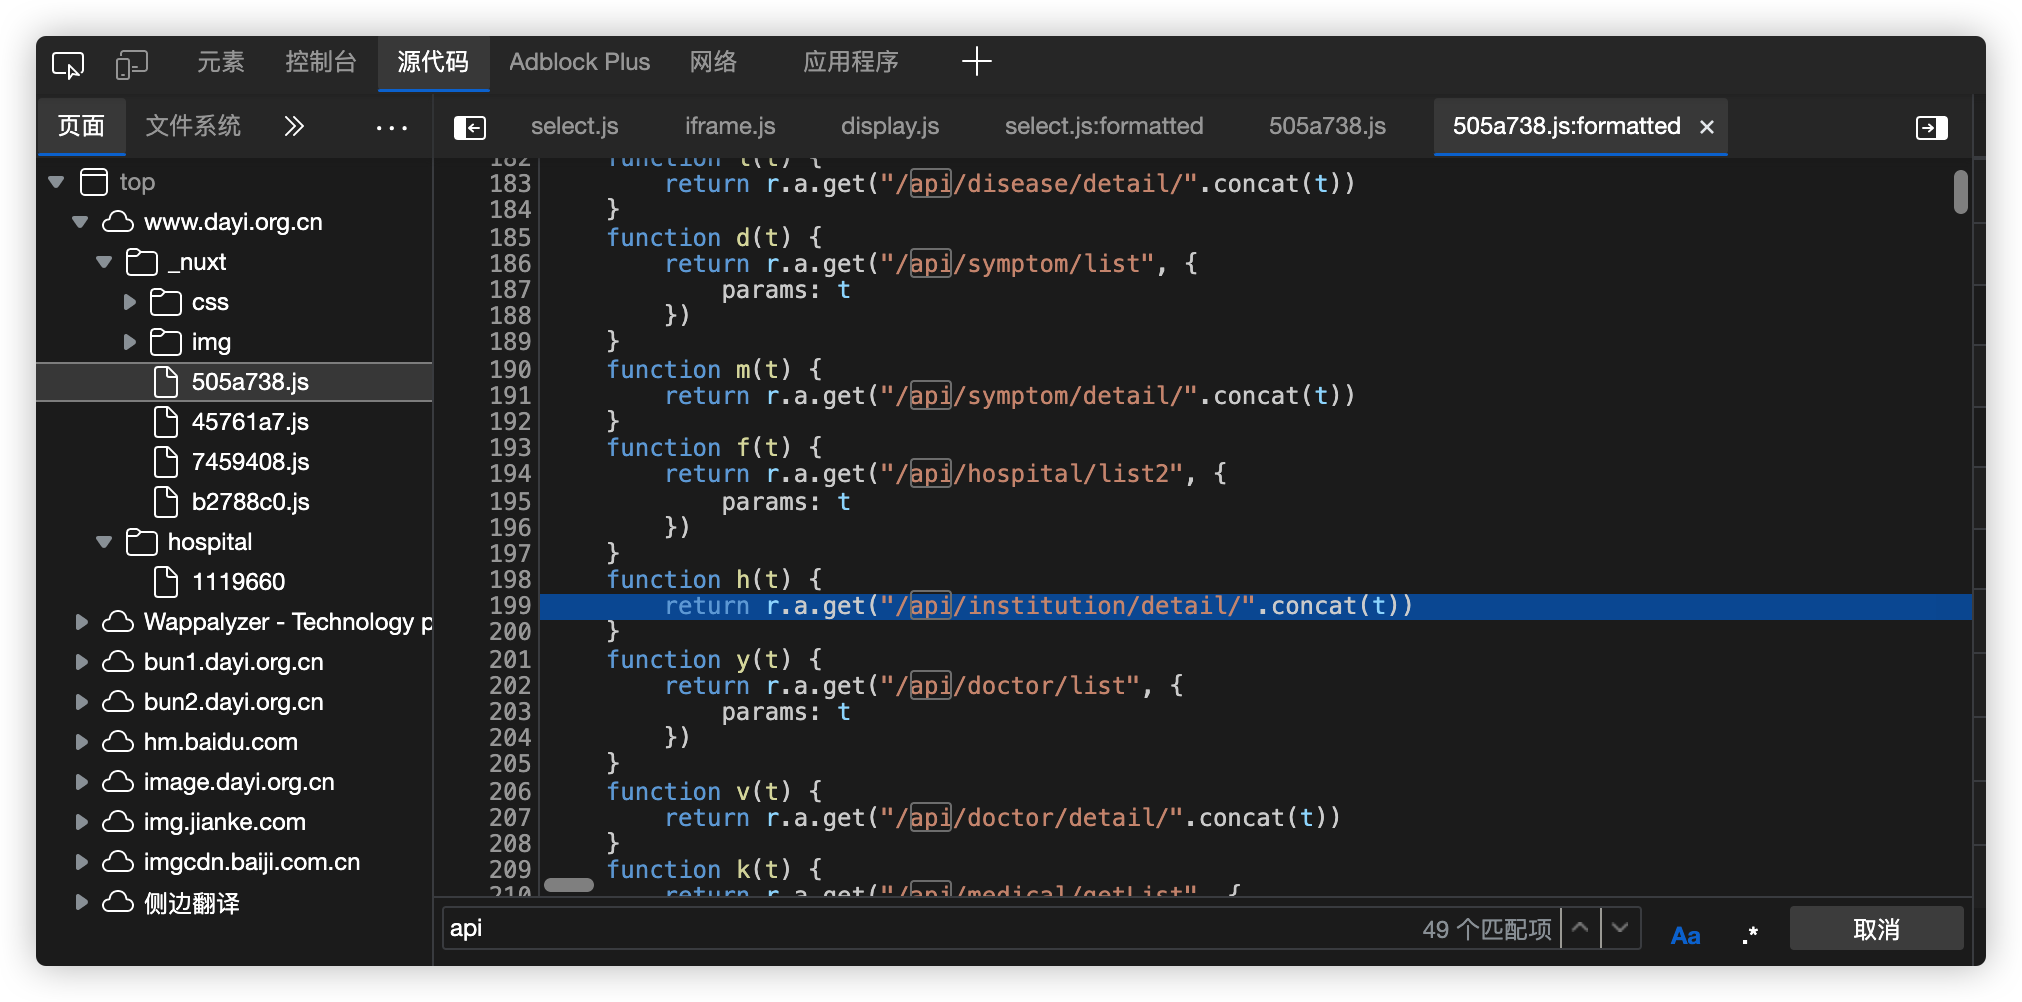 元素 控制台 源代码 Adblock Plus 网络 应用程序
页面 文件系统
select.js iframe.js display.js select.js:formatted 505a738.js 505a738.js:formatted
top
www.dayi.org.cn
_nuxt
css
img
505a738.js
45761a7.js
7459408.js
b2788c0.js
hospital
1119660
Wappalyzer - Technology p
bun1.dayi.org.cn
bun2.dayi.org.cn
hm.baidu.com
image.dayi.org.cn
img.jianke.com
imgcdn.baiji.com.cn
侧边翻译
182 function l(t) {
183 return r.a.get("/api/disease/detail/".concat(t))
184 }
185 function d(t) {
186 return r.a.get("/api/symptom/list", {
187 params: t
188 })
189 }
190 function m(t) {
191 return r.a.get("/api/symptom/detail/".concat(t))
192 }
193 function f(t) {
194 return r.a.get("/api/hospital/list2", {
195 params: t
196 })
197 }
198 function h(t) {
199 return r.a.get("/api/institution/detail/".concat(t))
200 }
201 function y(t) {
202 return r.a.get("/api/doctor/list", {
203 params: t
204 })
205 }
206 function v(t) {
207 return r.a.get("/api/doctor/detail/".concat(t))
208 }
209 function k(t) {
210 return r.a.get("/api/medical/getList", {
api 49 个匹配项 Aa .* 取消